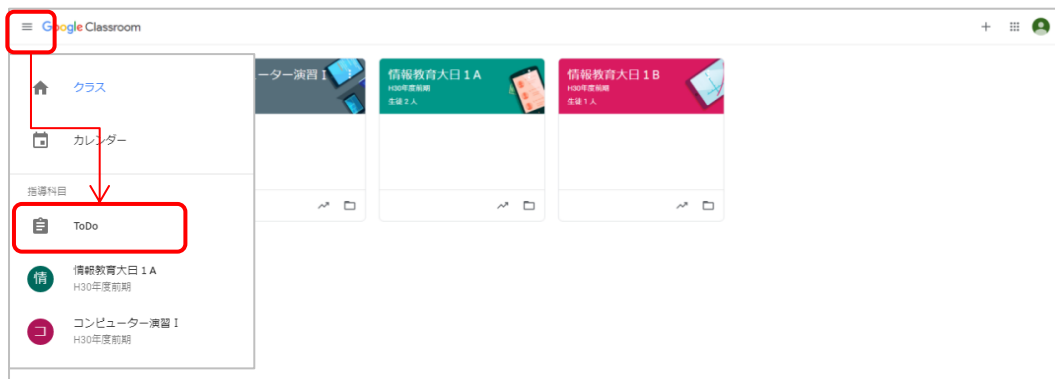 Google Classroom
クラス
カレンダー
指導科目
ToDo
情
情報教育大日1A
H30年度前期
コ
コンピューター演習 I
H30年度前期
ーター演習 I
情報教育大日1A
H30年度前期
生徒2人
情報教育大日1B
H30年度前期
生徒1人